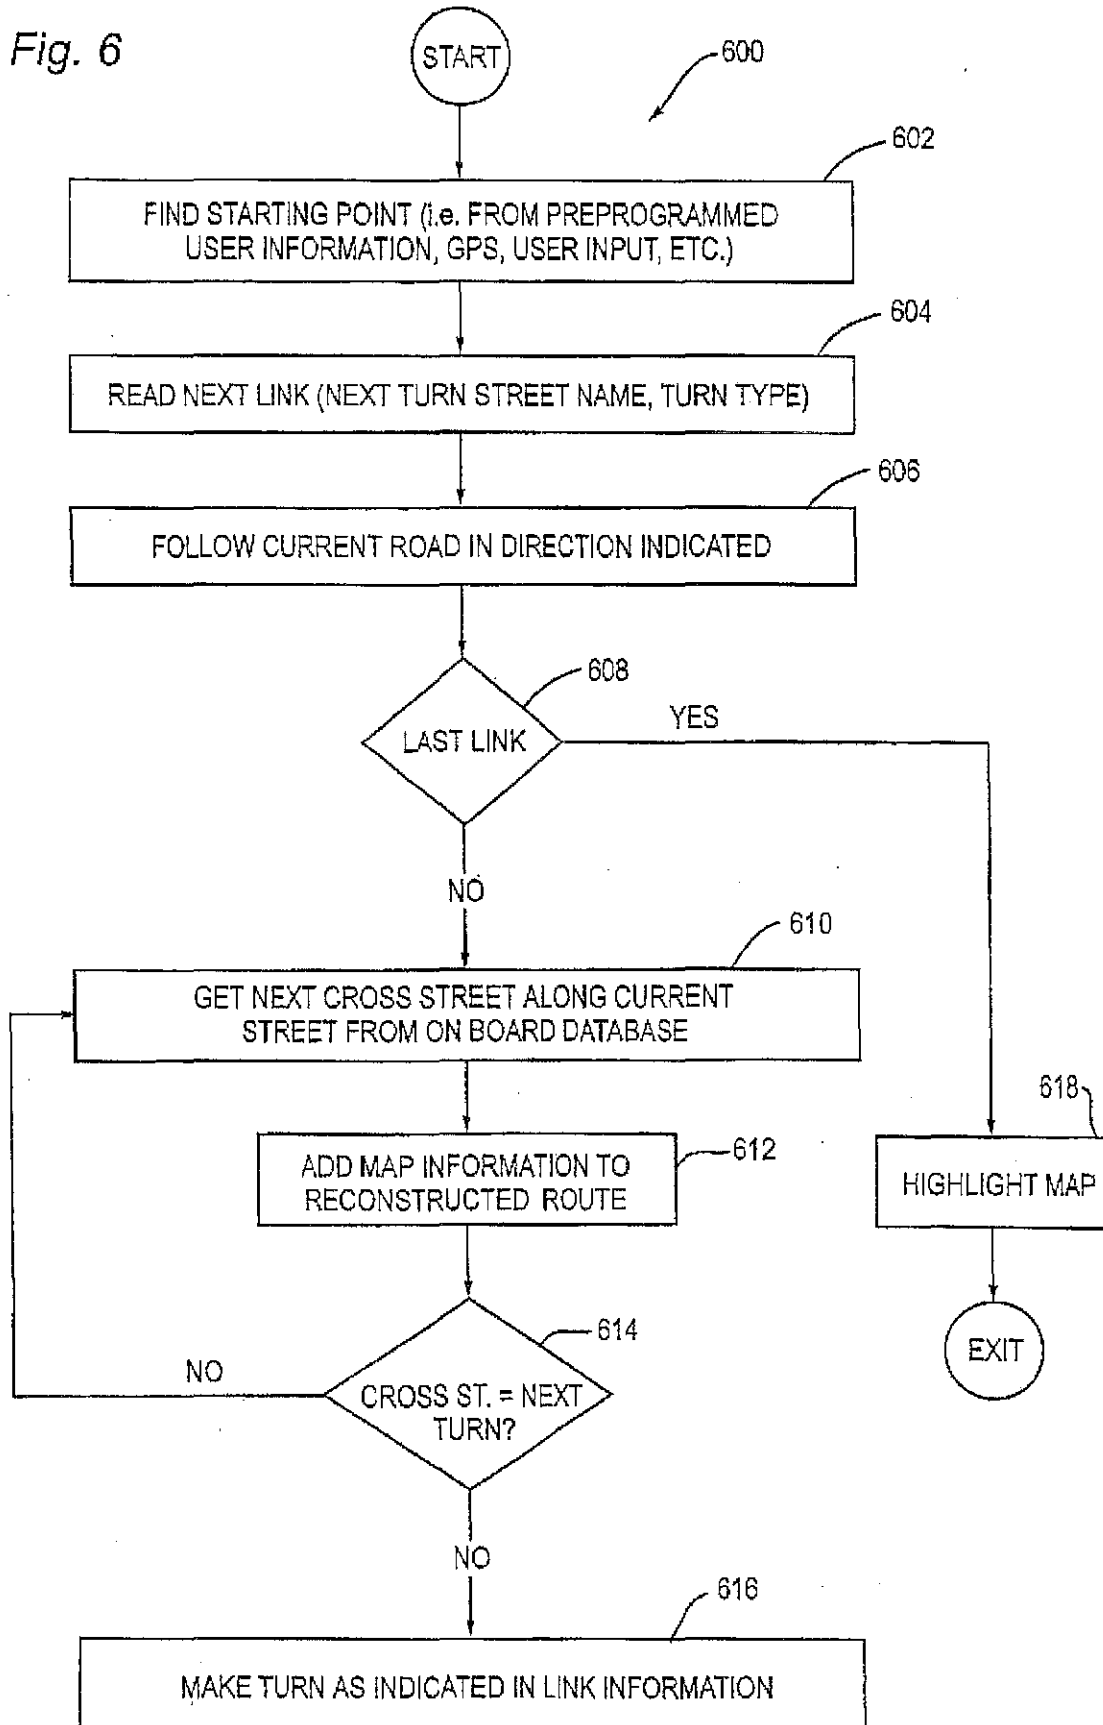 Fig. 6
START
600
602
FIND STARTING POINT (i.e. FROM PREPROGRAMMED
USER INFORMATION, GPS, USER INPUT, ETC.)
604
READ NEXT LINK (NEXT TURN STREET NAME, TURN TYPE)
606
FOLLOW CURRENT ROAD IN DIRECTION INDICATED
608
LAST LINK
YES
NO
610
GET NEXT CROSS STREET ALONG CURRENT
STREET FROM ON BOARD DATABASE
612
ADD MAP INFORMATION TO
RECONSTRUCTED ROUTE
618
HIGHLIGHT MAP
EXIT
614
CROSS ST. = NEXT
TURN?
NO
NO
616
MAKE TURN AS INDICATED IN LINK INFORMATION